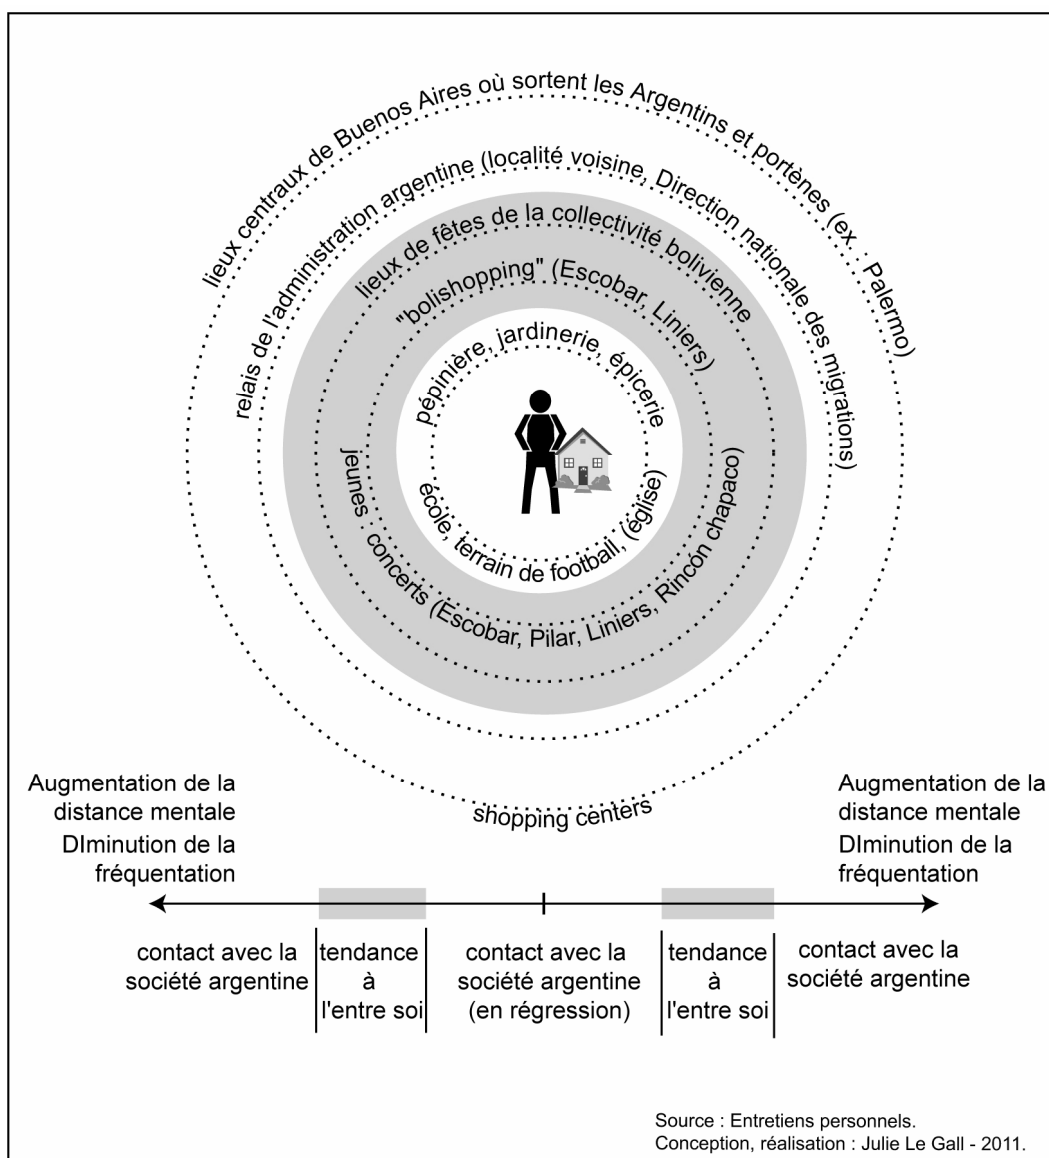 lieux centraux de Buenos Aires où sortent les Argentins et portènes (ex. : Palermo)
relais de l'administration argentine (localité voisine, Direction nationale des migrations)
lieux de fêtes de la collectivité bolivienne
"bolishopping" (Escobar, Liniers)
pépinière, jardinerie, épicerie
école, terrain de football, (église)
jeunes : concerts (Escobar, Pilar, Liniers, Rincón chapaco)
shopping centers
Augmentation de la
distance mentale
DIminution de la
fréquentation
Augmentation de la
distance mentale
DIminution de la
fréquentation
contact avec la
société argentine
tendance
à
l'entre soi
contact avec la
société argentine
(en régression)
tendance
à
l'entre soi
contact avec la
société argentine
Source : Entretiens personnels.
Conception, réalisation : Julie Le Gall - 2011.